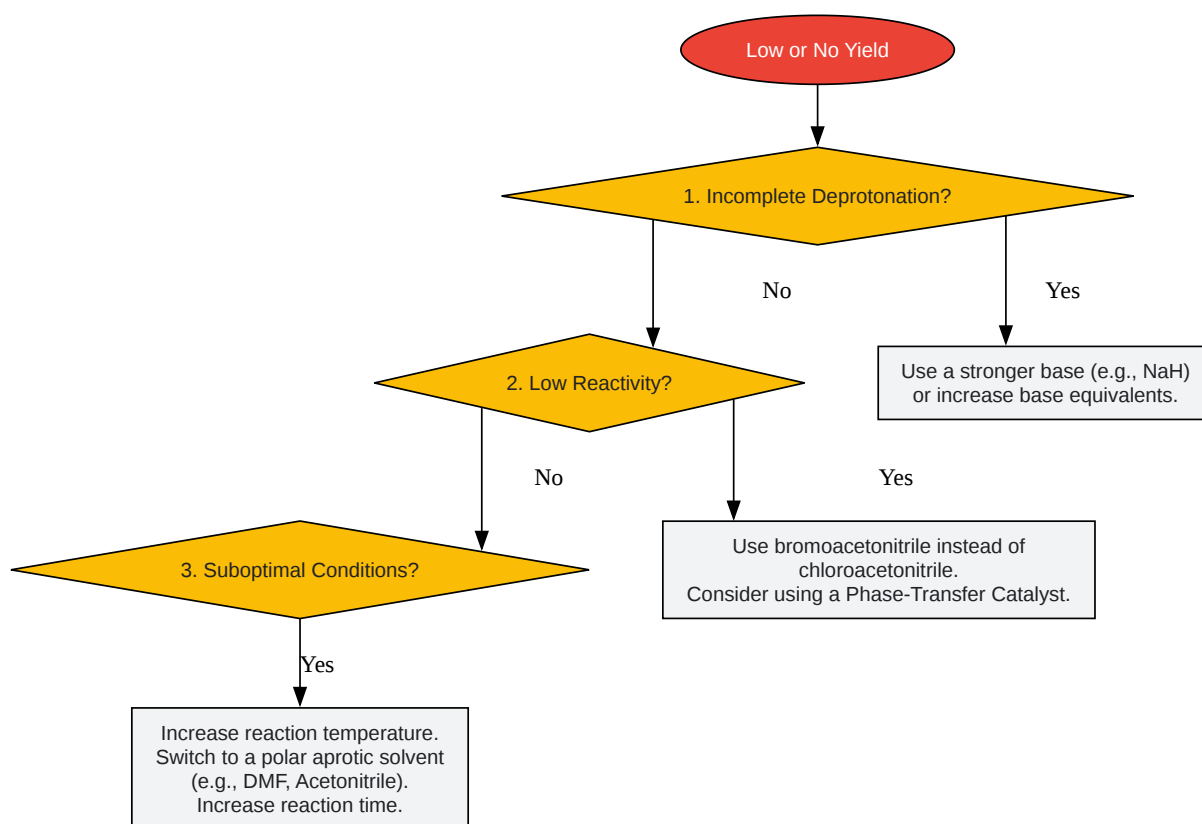 Low or No Yield
1. Incomplete Deprotonation?
No
Yes
2. Low Reactivity?
Use a stronger base (e.g., NaH)
or increase base equivalents.
No
Yes
3. Suboptimal Conditions?
Use bromoacetonitrile instead of
chloroacetonitrile.
Consider using a Phase-Transfer Catalyst.
Yes
Increase reaction temperature.
Switch to a polar aprotic solvent
(e.g., DMF, Acetonitrile).
Increase reaction time.